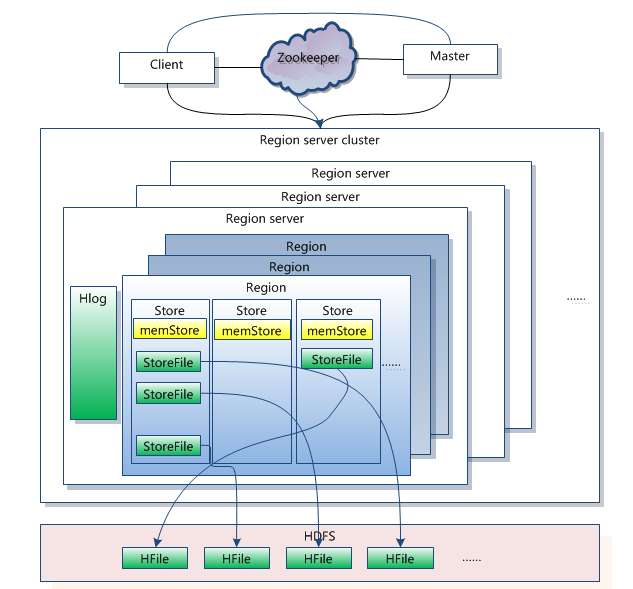 Client
Zookeeper
Master
Region server cluster
Region server
Region server
Region server
Region
Region
Region
Hlog
Store
Store
Store
memStore
memStore
memStore
StoreFile
StoreFile
StoreFile
StoreFile
......
......
HDFS
HFile
HFile
HFile
HFile
......